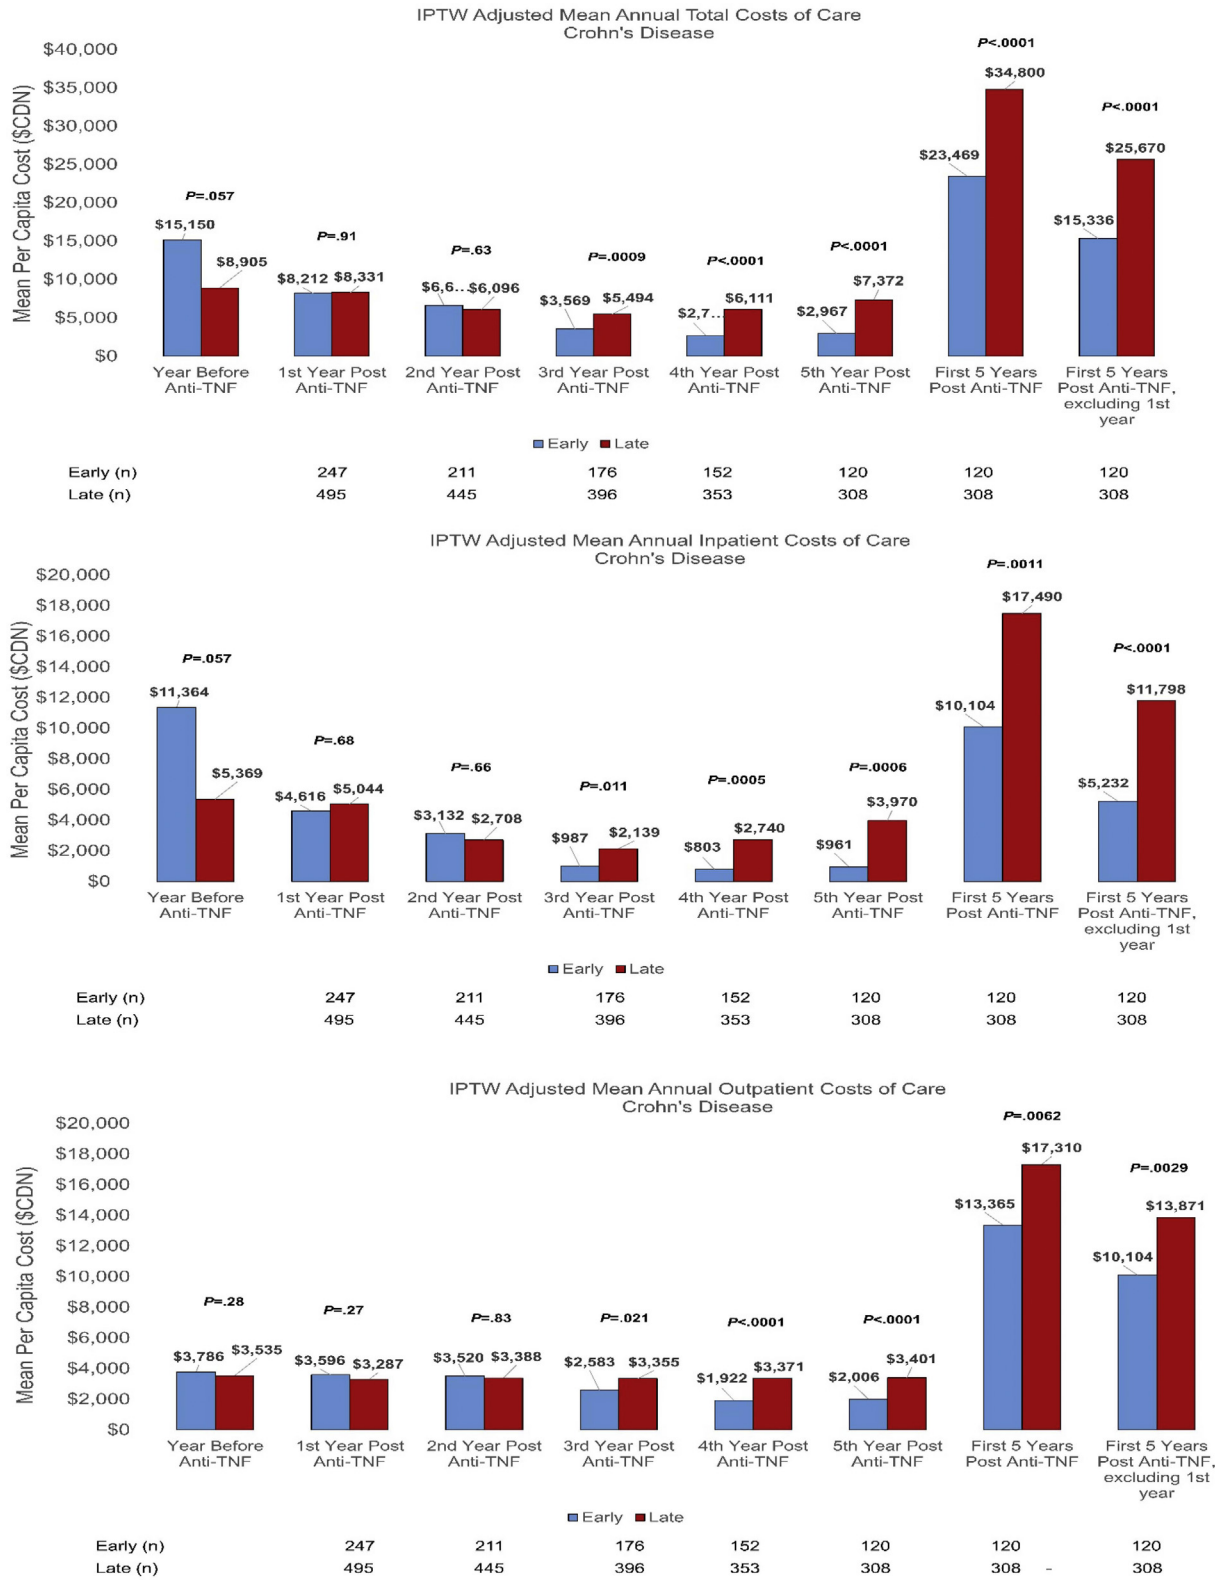 IPTW Adjusted Mean Annual Total Costs of Care
Crohn's Disease
Mean Per Capita Cost ($CDN)
$40,000
$35,000
$30,000
$25,000
$20,000
$15,000
$10,000
$5,000
$0
P=.057
P=.91
P=.63
P=.0009
P<.0001
P<.0001
P<.0001
P<.0001
$15,150
$8,905
$8,212
$8,331
$6,6...
$6,096
$3,569
$5,494
$2,7...
$6,111
$2,967
$7,372
$23,469
$34,800
$15,336
$25,670
Year Before Anti-TNF
1st Year Post Anti-TNF
2nd Year Post Anti-TNF
3rd Year Post Anti-TNF
4th Year Post Anti-TNF
5th Year Post Anti-TNF
First 5 Years Post Anti-TNF
First 5 Years Post Anti-TNF, excluding 1st year
Early Late
Early (n) 247 211 176 152 120 120 120
Late (n) 495 445 396 353 308 308 308
IPTW Adjusted Mean Annual Inpatient Costs of Care
Crohn's Disease
Mean Per Capita Cost ($CDN)
$20,000
$18,000
$16,000
$14,000
$12,000
$10,000
$8,000
$6,000
$4,000
$2,000
$0
P=.057
P=.68
P=.66
P=.011
P=.0005
P=.0006
P=.0011
P<.0001
$11,364
$5,369
$4,616
$5,044
$3,132
$2,708
$987
$2,139
$803
$2,740
$961
$3,970
$10,104
$17,490
$5,232
$11,798
Year Before Anti-TNF
1st Year Post Anti-TNF
2nd Year Post Anti-TNF
3rd Year Post Anti-TNF
4th Year Post Anti-TNF
5th Year Post Anti-TNF
First 5 Years Post Anti-TNF
First 5 Years Post Anti-TNF, excluding 1st year
Early Late
Early (n) 247 211 176 152 120 120 120
Late (n) 495 445 396 353 308 308 308
IPTW Adjusted Mean Annual Outpatient Costs of Care
Crohn's Disease
Mean Per Capita Cost ($CDN)
$20,000
$18,000
$16,000
$14,000
$12,000
$10,000
$8,000
$6,000
$4,000
$2,000
$0
P=.28
P=.27
P=.83
P=.021
P<.0001
P<.0001
P=.0062
P=.0029
$3,786
$3,535
$3,596
$3,287
$3,520
$3,388
$2,583
$3,355
$1,922
$3,371
$2,006
$3,401
$13,365
$17,310
$10,104
$13,871
Year Before Anti-TNF
1st Year Post Anti-TNF
2nd Year Post Anti-TNF
3rd Year Post Anti-TNF
4th Year Post Anti-TNF
5th Year Post Anti-TNF
First 5 Years Post Anti-TNF
First 5 Years Post Anti-TNF, excluding 1st year
Early Late
Early (n) 247 211 176 152 120 120 120
Late (n) 495 445 396 353 308 308 - 308